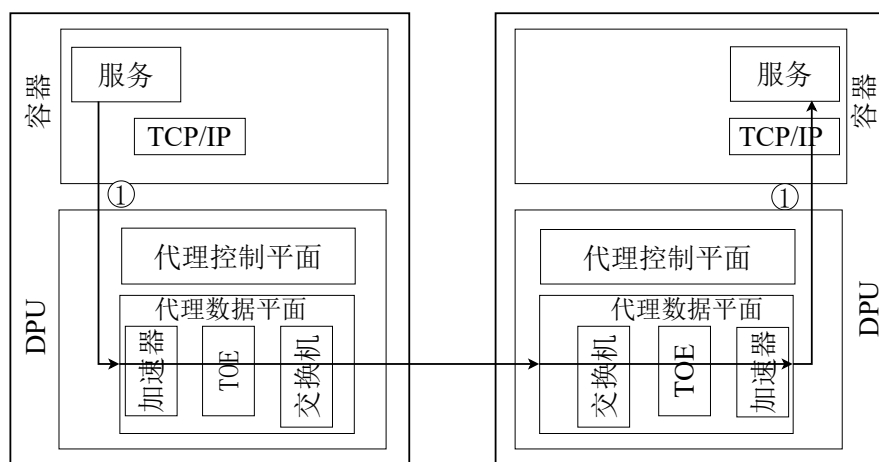 服务
容器
TCP/IP
①
代理控制平面
DPU
代理数据平面
加速器
TOE
交换机
服务
容器
TCP/IP
①
代理控制平面
DPU
代理数据平面
交换机
TOE
加速器